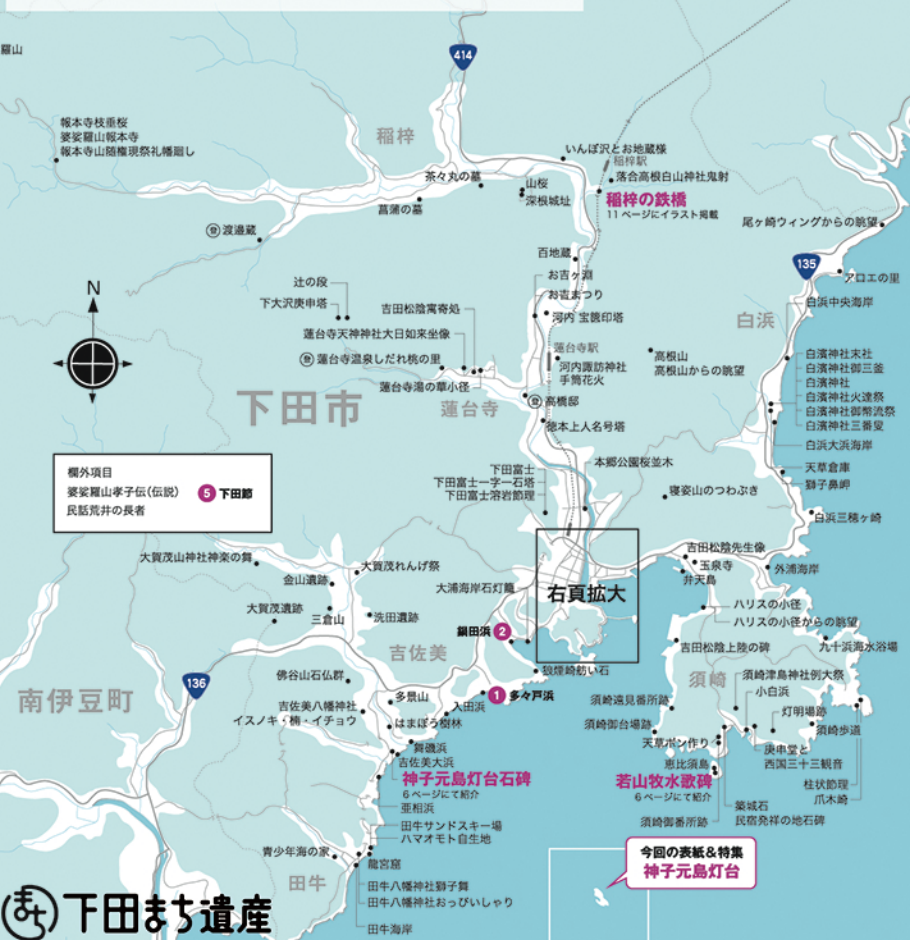 羅山
414
報本寺枝垂桜
婆娑羅山報本寺
報本寺山随権現祭礼幡廻し
稲梓
いんぼ沢とお地蔵様
稲梓駅
落合高根白山神社鬼射
茶々丸の墓
山桜
深根城址
稲梓の鉄橋
11ページにイラスト掲載
菖蒲の墓
尾ヶ崎ウィングからの眺望
登 渡邉蔵
百地蔵
135
アロエの里
N
辻の段
下大沢庚申塔
お吉ヶ淵
お吉まつり
吉田松陰寓寄処
河内 宝篋印塔
白浜
白浜中央海岸
蓮台寺天神神社大日如来坐像
蓮台寺駅
登 蓮台寺温泉しだれ桃の里
河内諏訪神社
手筒花火
高根山
高根山からの眺望
白濱神社末社
白濱神社御三釜
白濱神社
白濱神社火達祭
白濱神社御幣流祭
白濱神社三番叟
蓮台寺湯の華小径
下田市
蓮台寺
登 高橋邸
徳本上人名号塔
白浜大浜海岸
下田富士
下田富士一字一石塔
下田富士溶岩節理
本郷公園桜並木
天草倉庫
獅子鼻岬
寝姿山のつわぶき
白浜三穂ヶ崎
欄外項目
婆娑羅山孝子伝(伝説)
民話荒井の長者
5 下田節
大賀茂山神社神楽の舞
大賀茂れんげ祭
金山遺跡
大賀茂遺跡
三倉山
洗田遺跡
大浦海岸石灯籠
右頁拡大
吉田松陰先生像
玉泉寺
弁天島
外浦海岸
ハリスの小径
ハリスの小径からの眺望
鍋田浜 2
吉佐美
吉田松陰上陸の碑
九十浜海水浴場
狼煙崎舫い石
須崎
須崎津島神社例大祭
小白浜
136
南伊豆町
佛谷山石仏群
1 多々戸浜
多景山
入田浜
吉佐美八幡神社
イスノキ・楠・イチョウ
はまぼう樹林
須崎遠見番所跡
須崎御台場跡
灯明場跡
須崎歩道
天草ボン作り
庚申堂と
西国三十三観音
舞磯浜
吉佐美大浜
神子元島灯台石碑
6ページにて紹介
恵比須島
若山牧水歌碑
6ページにて紹介
柱状節理
爪木崎
亜相浜
築城石
民宿発祥の地石碑
須崎御番所跡
田牛サンドスキー場
ハマオモト自生地
青少年海の家
龍宮窟
田牛
今回の表紙&特集
神子元島灯台
田牛八幡神社獅子舞
田牛八幡神社おっぴいしゃり
田牛海岸
まち 下田まち遺産